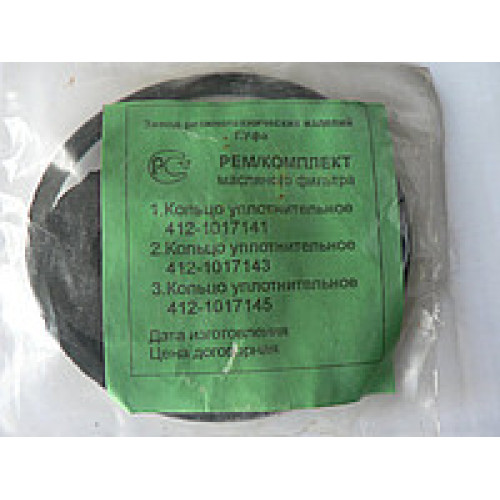 Завод резинотехнических изделий
г.Уфа
РС
РЕМ/КОМПЛЕКТ
масляного фильтра
1.Кольцо уплотнительное
412-1017141
2.Кольцо уплотнительное
412-1017143
3.Кольцо уплотнительное
412-1017145
Дата изготовления
Цена договорная